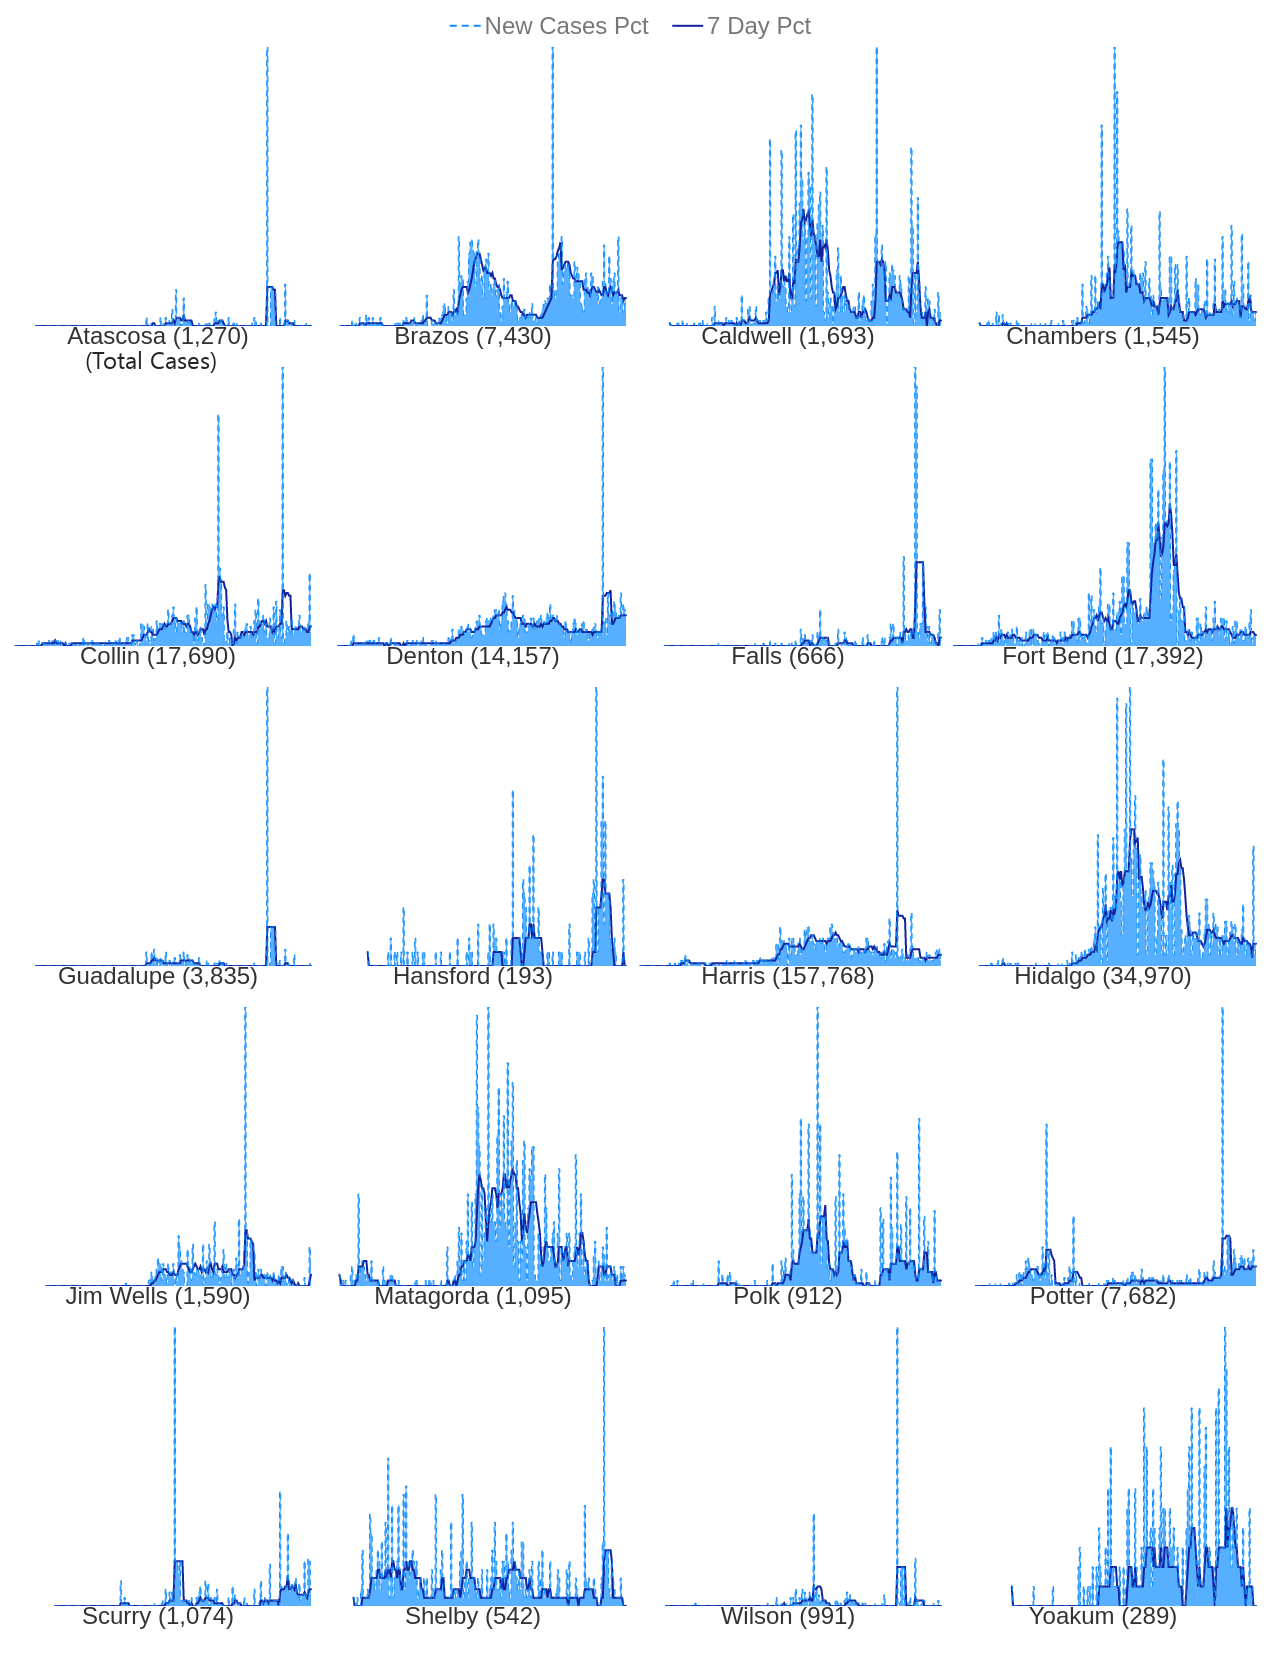 New Cases Pct 7 Day Pct
Atascosa (1,270) Brazos (7,430) Caldwell (1,693) Chambers (1,545)
(Total Cases)
Collin (17,690) Denton (14,157) Falls (666) Fort Bend (17,392)
Guadalupe (3,835) Hansford (193) Harris (157,768) Hidalgo (34,970)
Jim Wells (1,590) Matagorda (1,095) Polk (912) Potter (7,682)
Scurry (1,074) Shelby (542) Wilson (991) Yoakum (289)